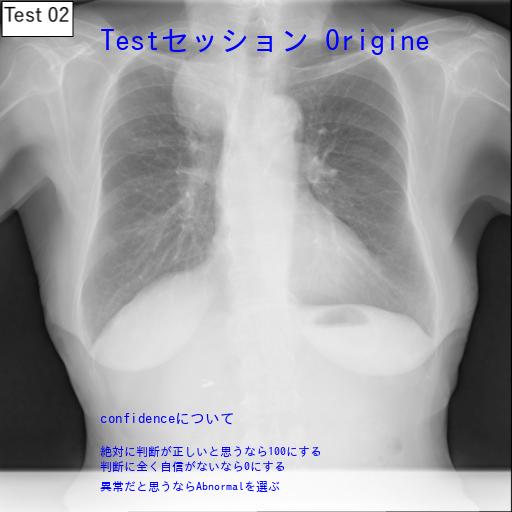 Test 02
Testセッション Origine
confidenceについて
絶対に判断が正しいと思うなら100にする
判断に全く自信がないなら0にする
異常だと思うならAbnormalを選ぶ